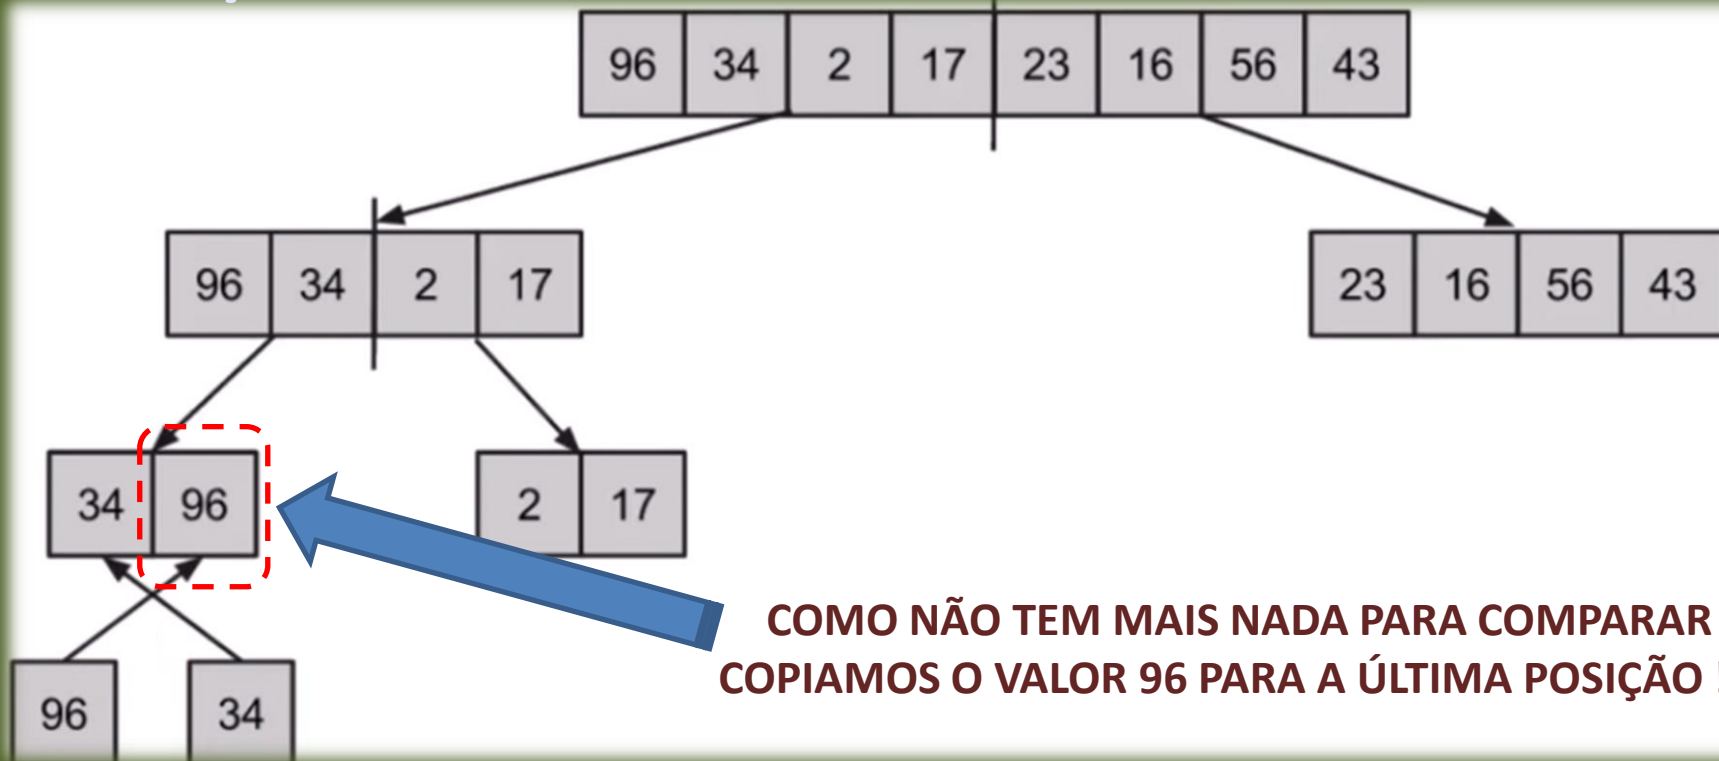 96 34 2 17 23 16 56 43
96 34 2 17
23 16 56 43
34 96
2 17
COMO NÃO TEM MAIS NADA PARA COMPARAR
COPIAMOS O VALOR 96 PARA A ÚLTIMA POSIÇÃO !
96
34